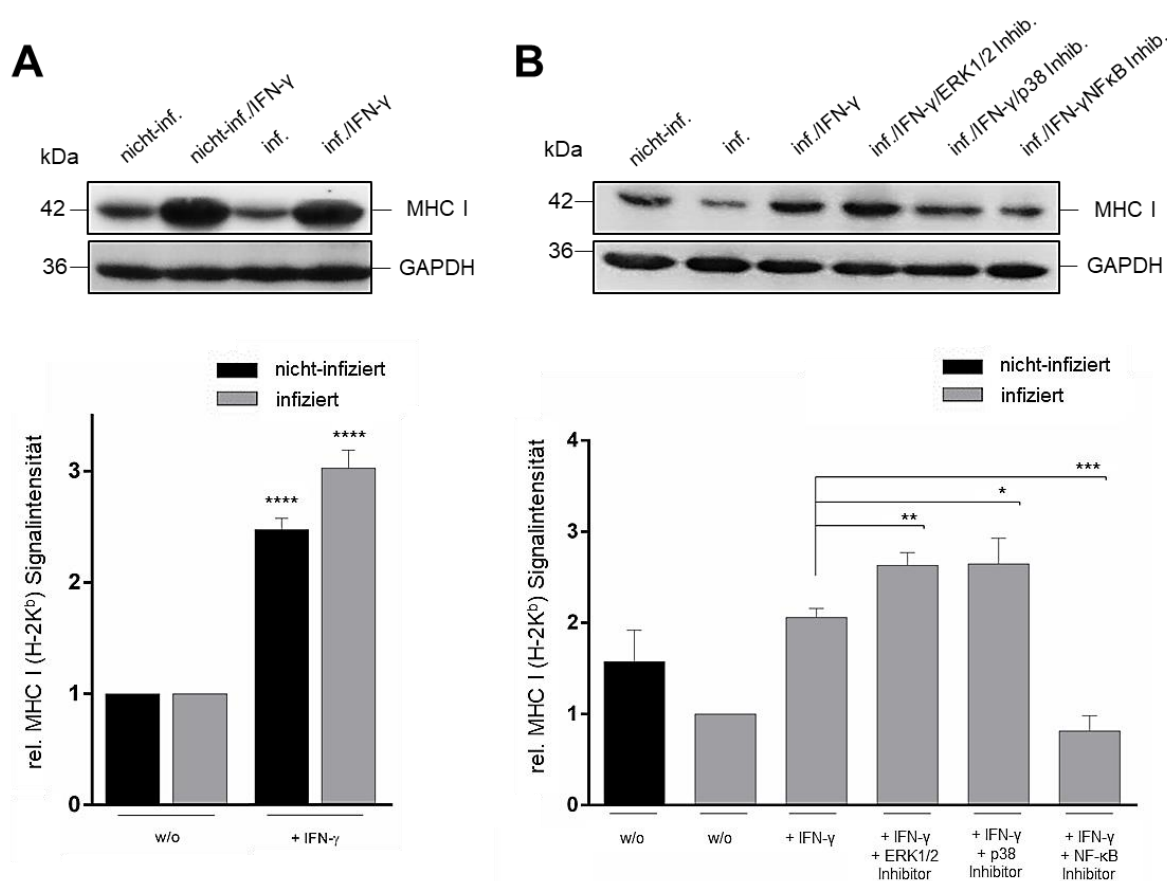 A
nicht-inf.
nicht-inf./IFN-γ
inf.
inf./IFN-γ
kDa
42
MHC I
36
GAPDH
nicht-infiziert
infiziert
rel. MHC I (H-2Kᵇ) Signalintensität
3
2
1
0
****
****
w/o
+ IFN-γ
B
nicht-inf.
inf.
inf./IFN-γ
inf./IFN-γ/ERK1/2 Inhib.
inf./IFN-γ/p38 Inhib.
inf./IFN-γNFκB Inhib.
kDa
42
MHC I
36
GAPDH
nicht-infiziert
infiziert
rel. MHC I (H-2Kᵇ) Signalintensität
4
3
2
1
0
***
*
**
w/o
w/o
+ IFN-γ
+ IFN-γ
+ ERK1/2
Inhibitor
+ IFN-γ
+ p38
Inhibitor
+ IFN-γ
+ NF-κB
Inhibitor